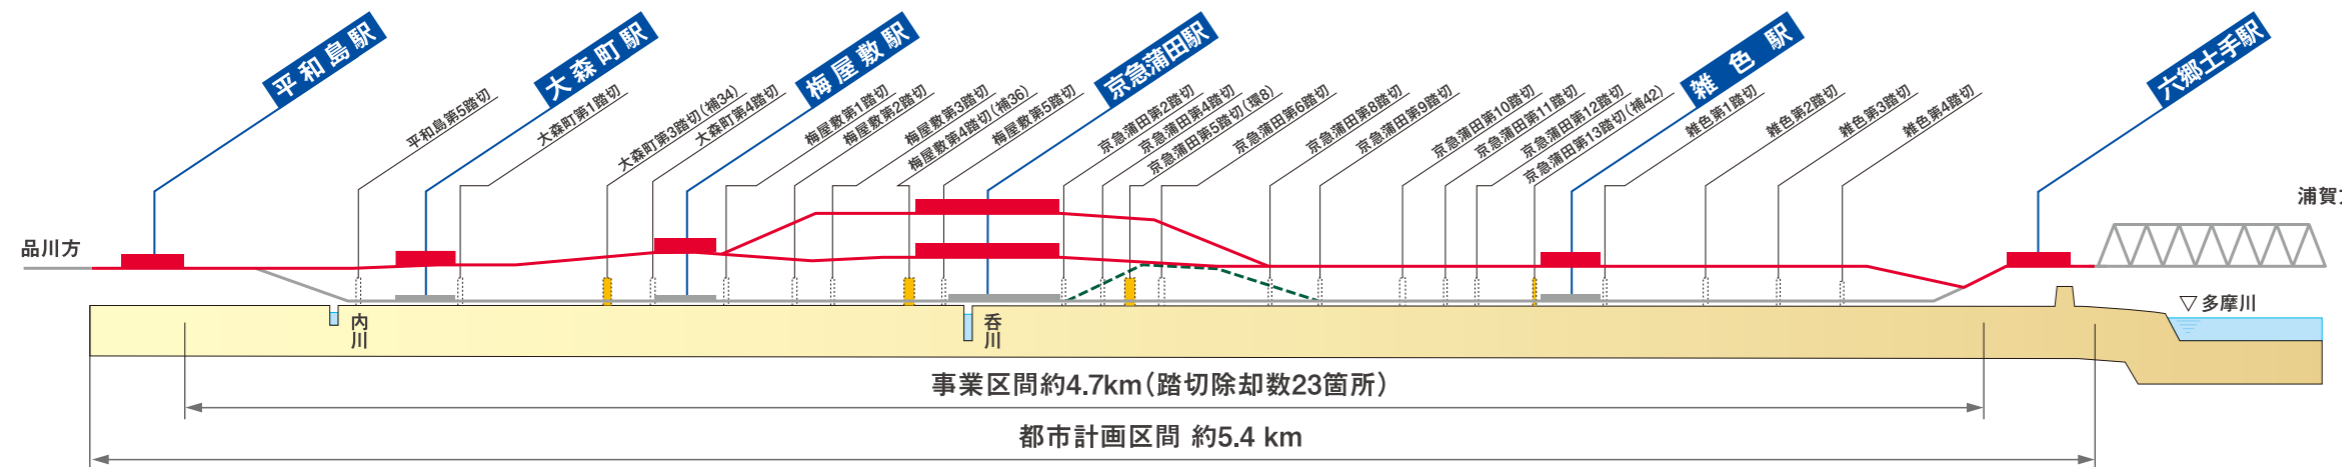 平和島駅
大森町駅
梅屋敷駅
京急蒲田駅
雑色駅
六郷土手駅
平和島第5踏切
大森町第1踏切
大森町第3踏切(補34)
大森町第4踏切
梅屋敷第1踏切
梅屋敷第2踏切
梅屋敷第3踏切
梅屋敷第4踏切(補36)
梅屋敷第5踏切
京急蒲田第2踏切
京急蒲田第4踏切
京急蒲田第5踏切(環8)
京急蒲田第6踏切
京急蒲田第8踏切
京急蒲田第9踏切
京急蒲田第10踏切
京急蒲田第11踏切
京急蒲田第12踏切
京急蒲田第13踏切(補42)
雑色第1踏切
雑色第2踏切
雑色第3踏切
雑色第4踏切
品川方
浦賀
内川
呑川
▽多摩川
事業区間約4.7km(踏切除却数23箇所)
都市計画区間 約5.4 km